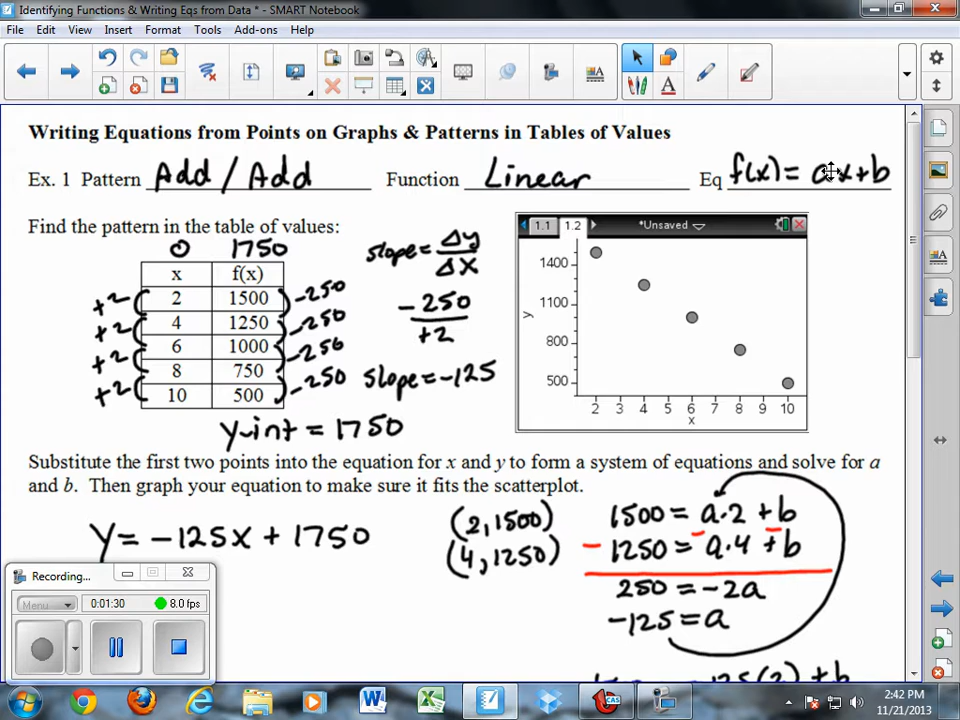 Identifying Functions & Writing Eqs from Data * - SMART Notebook
File Edit View Insert Format Tools Add-ons Help
Writing Equations from Points on Graphs & Patterns in Tables of Values
Ex. 1 Pattern Add / Add Function Linear Eq f(x) = ax + b
Find the pattern in the table of values:
0 1750
x f(x)
2 1500
4 1250
6 1000
8 750
10 500
+2 -250
+2 -250
+2 -250
+2 -250
slope = Δy
ΔX
-250
+2
slope = -125
y-int = 1750
1.1 1.2 *Unsaved
y
1400
1100
800
500
2 3 4 5 6 7 8 9 10
x
Substitute the first two points into the equation for x and y to form a system of equations and solve for a
and b. Then graph your equation to make sure it fits the scatterplot.
Y = -125X + 1750
(2,1500)
(4,1250)
1500 = a·2 + b
- 1250 = a·4 + b
250 = -2a
-125 = a
125(2) + b
Recording...
Menu 0:01:30 8.0 fps
2:42 PM
11/21/2013